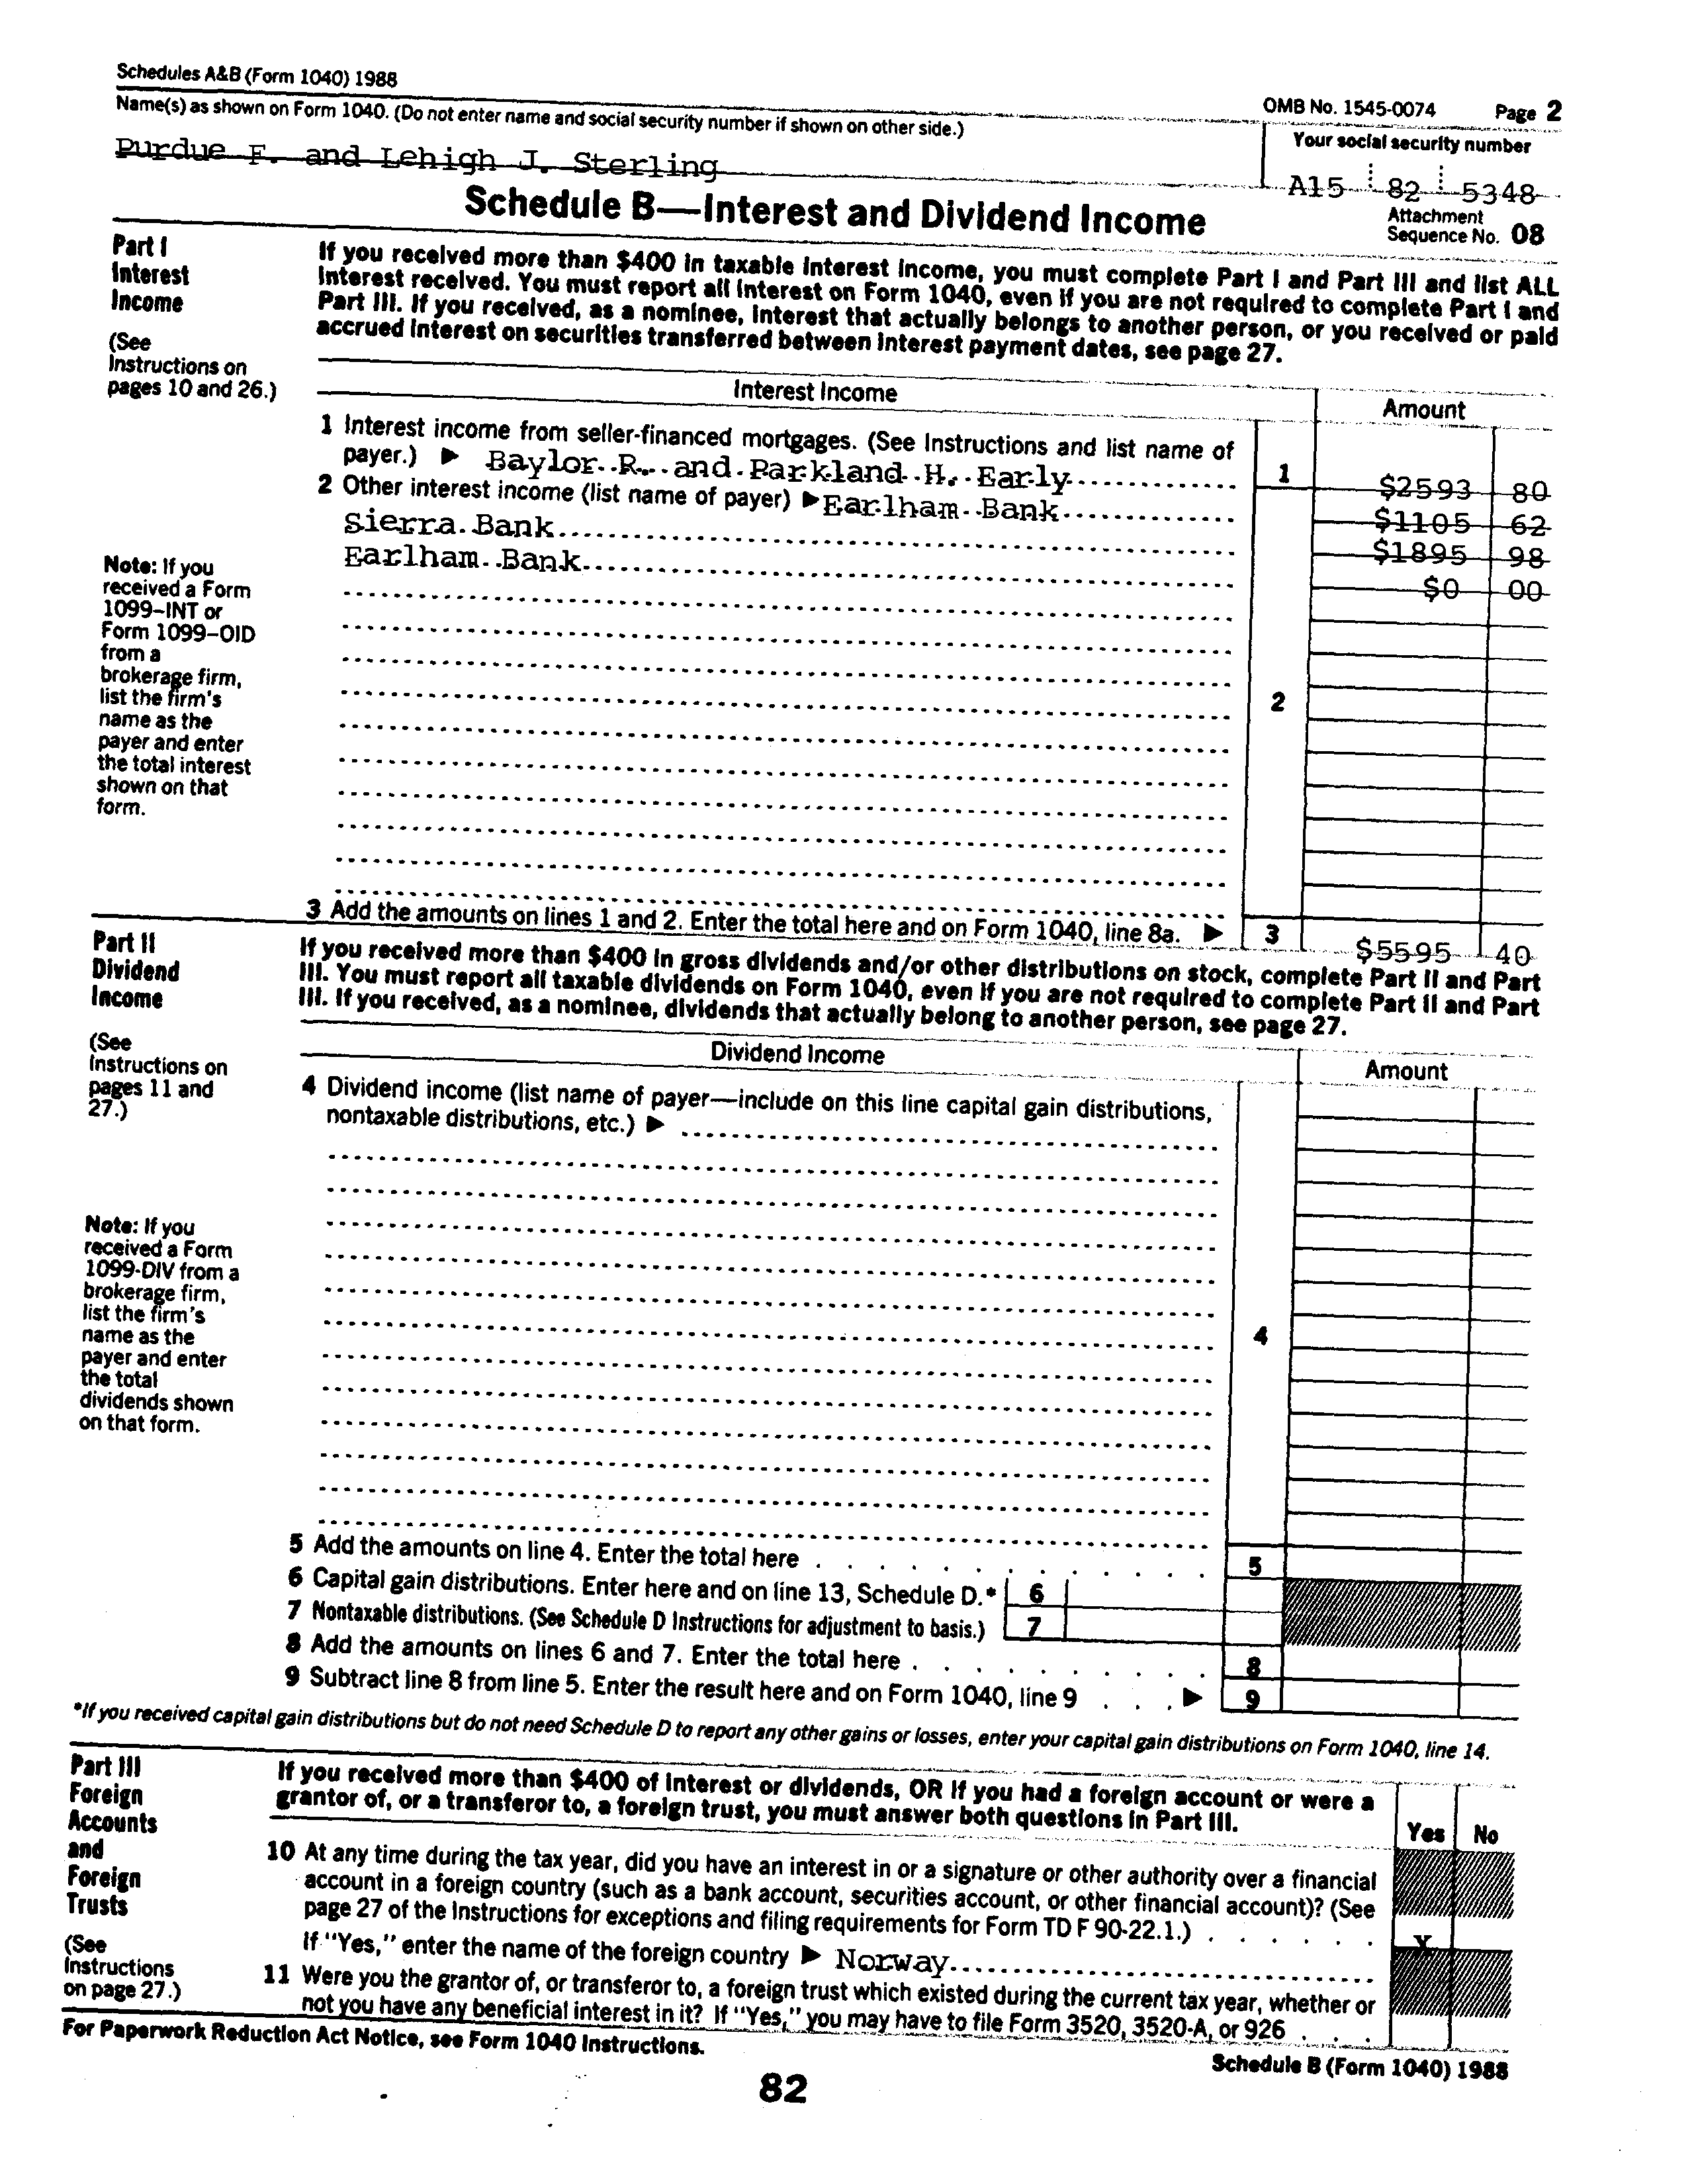 Schedules A&B (Form 1040) 1988
OMB No. 1545-0074 Page 2
Name(s) as shown on Form 1040. (Do not enter name and social security number if shown on other side.)
Your social security number
Purdue F. and Lehigh J. Sterling
A15 82 5348
Schedule B—Interest and Dividend Income
Attachment
Sequence No. 08
Part I
Interest
Income
(See
Instructions on
pages 10 and 26.)
If you received more than $400 in taxable interest income, you must complete Part I and Part III and list ALL
interest received. You must report all interest on Form 1040, even if you are not required to complete Part I and
Part III. If you received, as a nominee, interest that actually belongs to another person, or you received or paid
accrued interest on securities transferred between interest payment dates, see page 27.
Interest Income
Amount
1 Interest income from seller-financed mortgages. (See Instructions and list name of
payer.) ▶ Baylor R. and Parkland H. Early
1 $2593 80
2 Other interest income (list name of payer) ▶ Earlham Bank
$1105 62
Sierra Bank
$1895 98
Earlham Bank
$0 00
Note: If you
received a Form
1099–INT or
Form 1099–OID
from a
brokerage firm,
list the firm's
name as the
payer and enter
the total interest
shown on that
form.
2
3 Add the amounts on lines 1 and 2. Enter the total here and on Form 1040, line 8a. ▶ 3 $5595 40
Part II
Dividend
Income
(See
Instructions on
pages 11 and
27.)
If you received more than $400 in gross dividends and/or other distributions on stock, complete Part II and Part
III. You must report all taxable dividends on Form 1040, even if you are not required to complete Part II and Part
III. If you received, as a nominee, dividends that actually belong to another person, see page 27.
Dividend Income
Amount
4 Dividend income (list name of payer—include on this line capital gain distributions,
nontaxable distributions, etc.) ▶
Note: If you
received a Form
1099-DIV from a
brokerage firm,
list the firm's
name as the
payer and enter
the total
dividends shown
on that form.
4
5 Add the amounts on line 4. Enter the total here 5
6 Capital gain distributions. Enter here and on line 13, Schedule D.* 6
7 Nontaxable distributions. (See Schedule D Instructions for adjustment to basis.) 7
8 Add the amounts on lines 6 and 7. Enter the total here 8
9 Subtract line 8 from line 5. Enter the result here and on Form 1040, line 9 ▶ 9
*If you received capital gain distributions but do not need Schedule D to report any other gains or losses, enter your capital gain distributions on Form 1040, line 14.
Part III
Foreign
Accounts
and
Foreign
Trusts
(See
Instructions
on page 27.)
If you received more than $400 of interest or dividends, OR if you had a foreign account or were a
grantor of, or a transferor to, a foreign trust, you must answer both questions in Part III.
Yes No
10 At any time during the tax year, did you have an interest in or a signature or other authority over a financial
account in a foreign country (such as a bank account, securities account, or other financial account)? (See
page 27 of the Instructions for exceptions and filing requirements for Form TD F 90-22.1.)
X
If "Yes," enter the name of the foreign country ▶ Norway
11 Were you the grantor of, or transferor to, a foreign trust which existed during the current tax year, whether or
not you have any beneficial interest in it? If "Yes," you may have to file Form 3520, 3520-A, or 926
For Paperwork Reduction Act Notice, see Form 1040 Instructions.
Schedule B (Form 1040) 1988
82